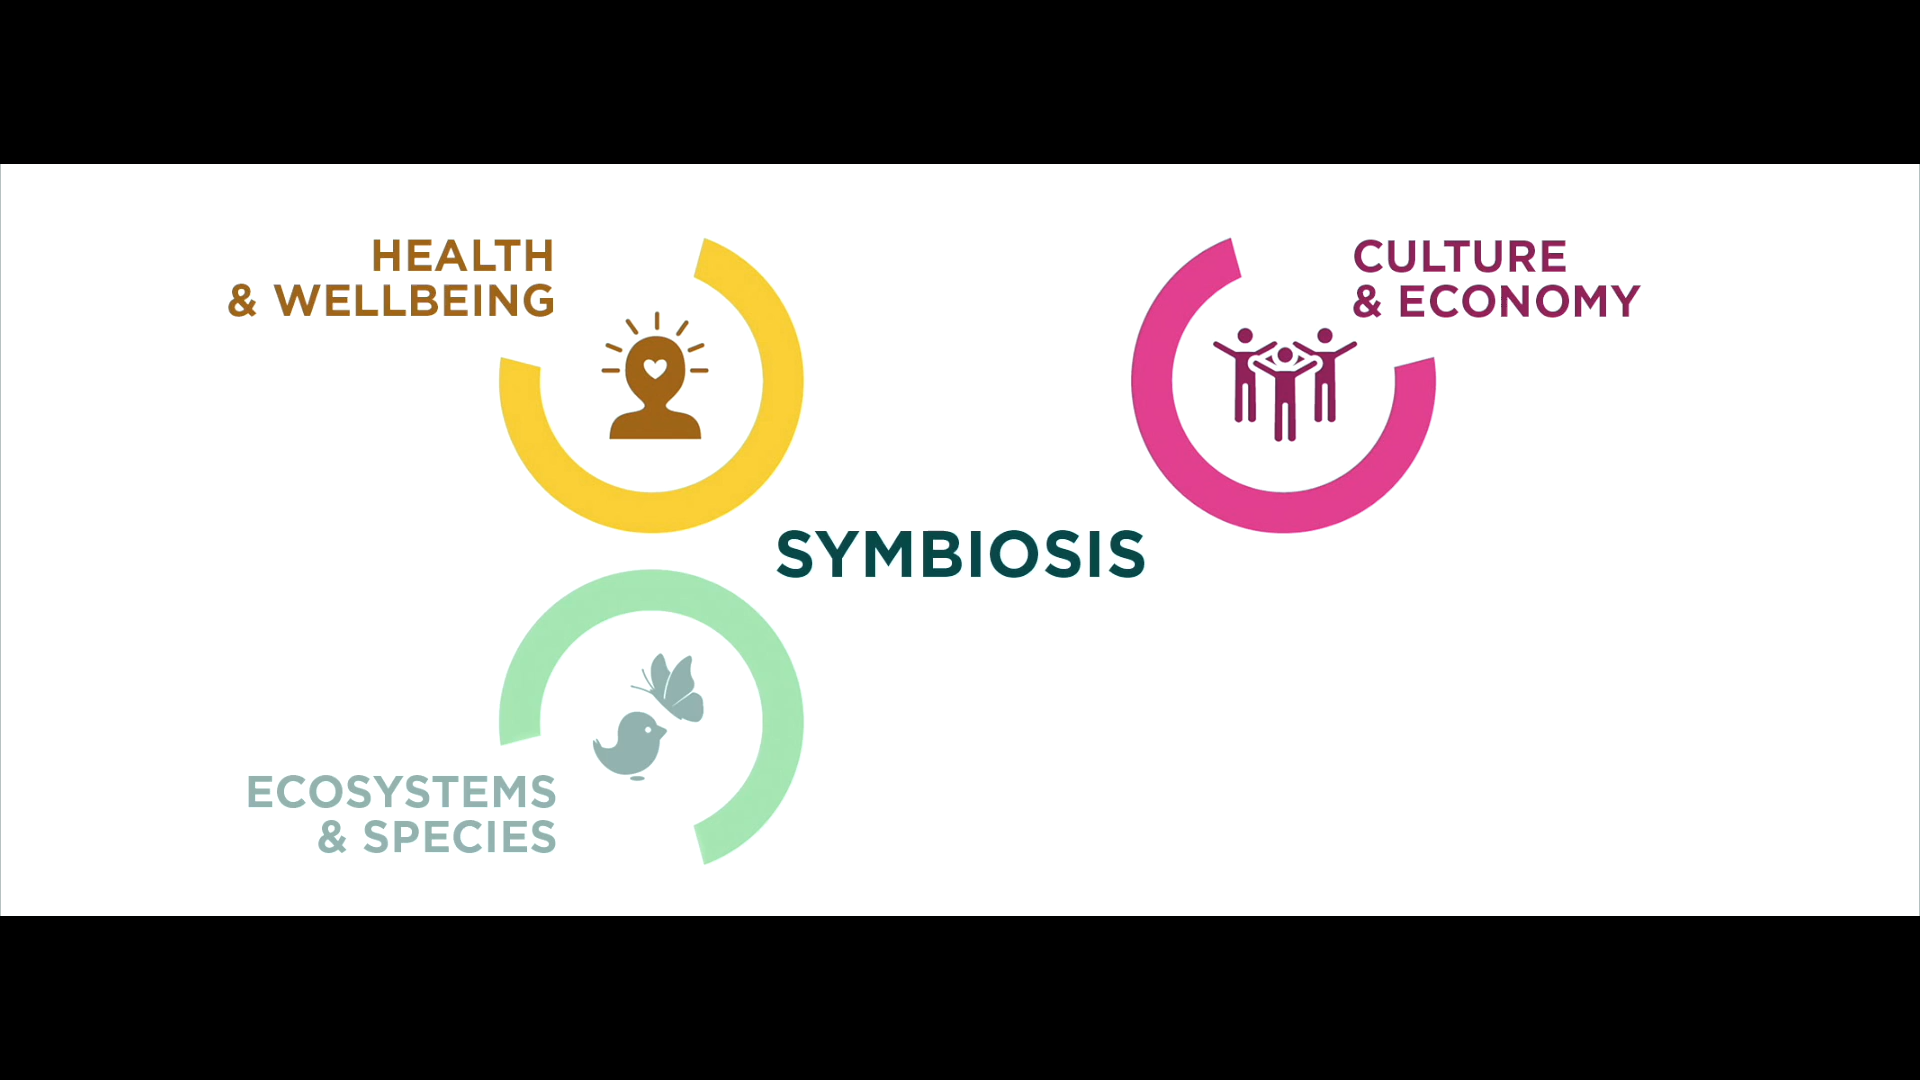 HEALTH
& WELLBEING
CULTURE
& ECONOMY
SYMBIOSIS
ECOSYSTEMS
& SPECIES